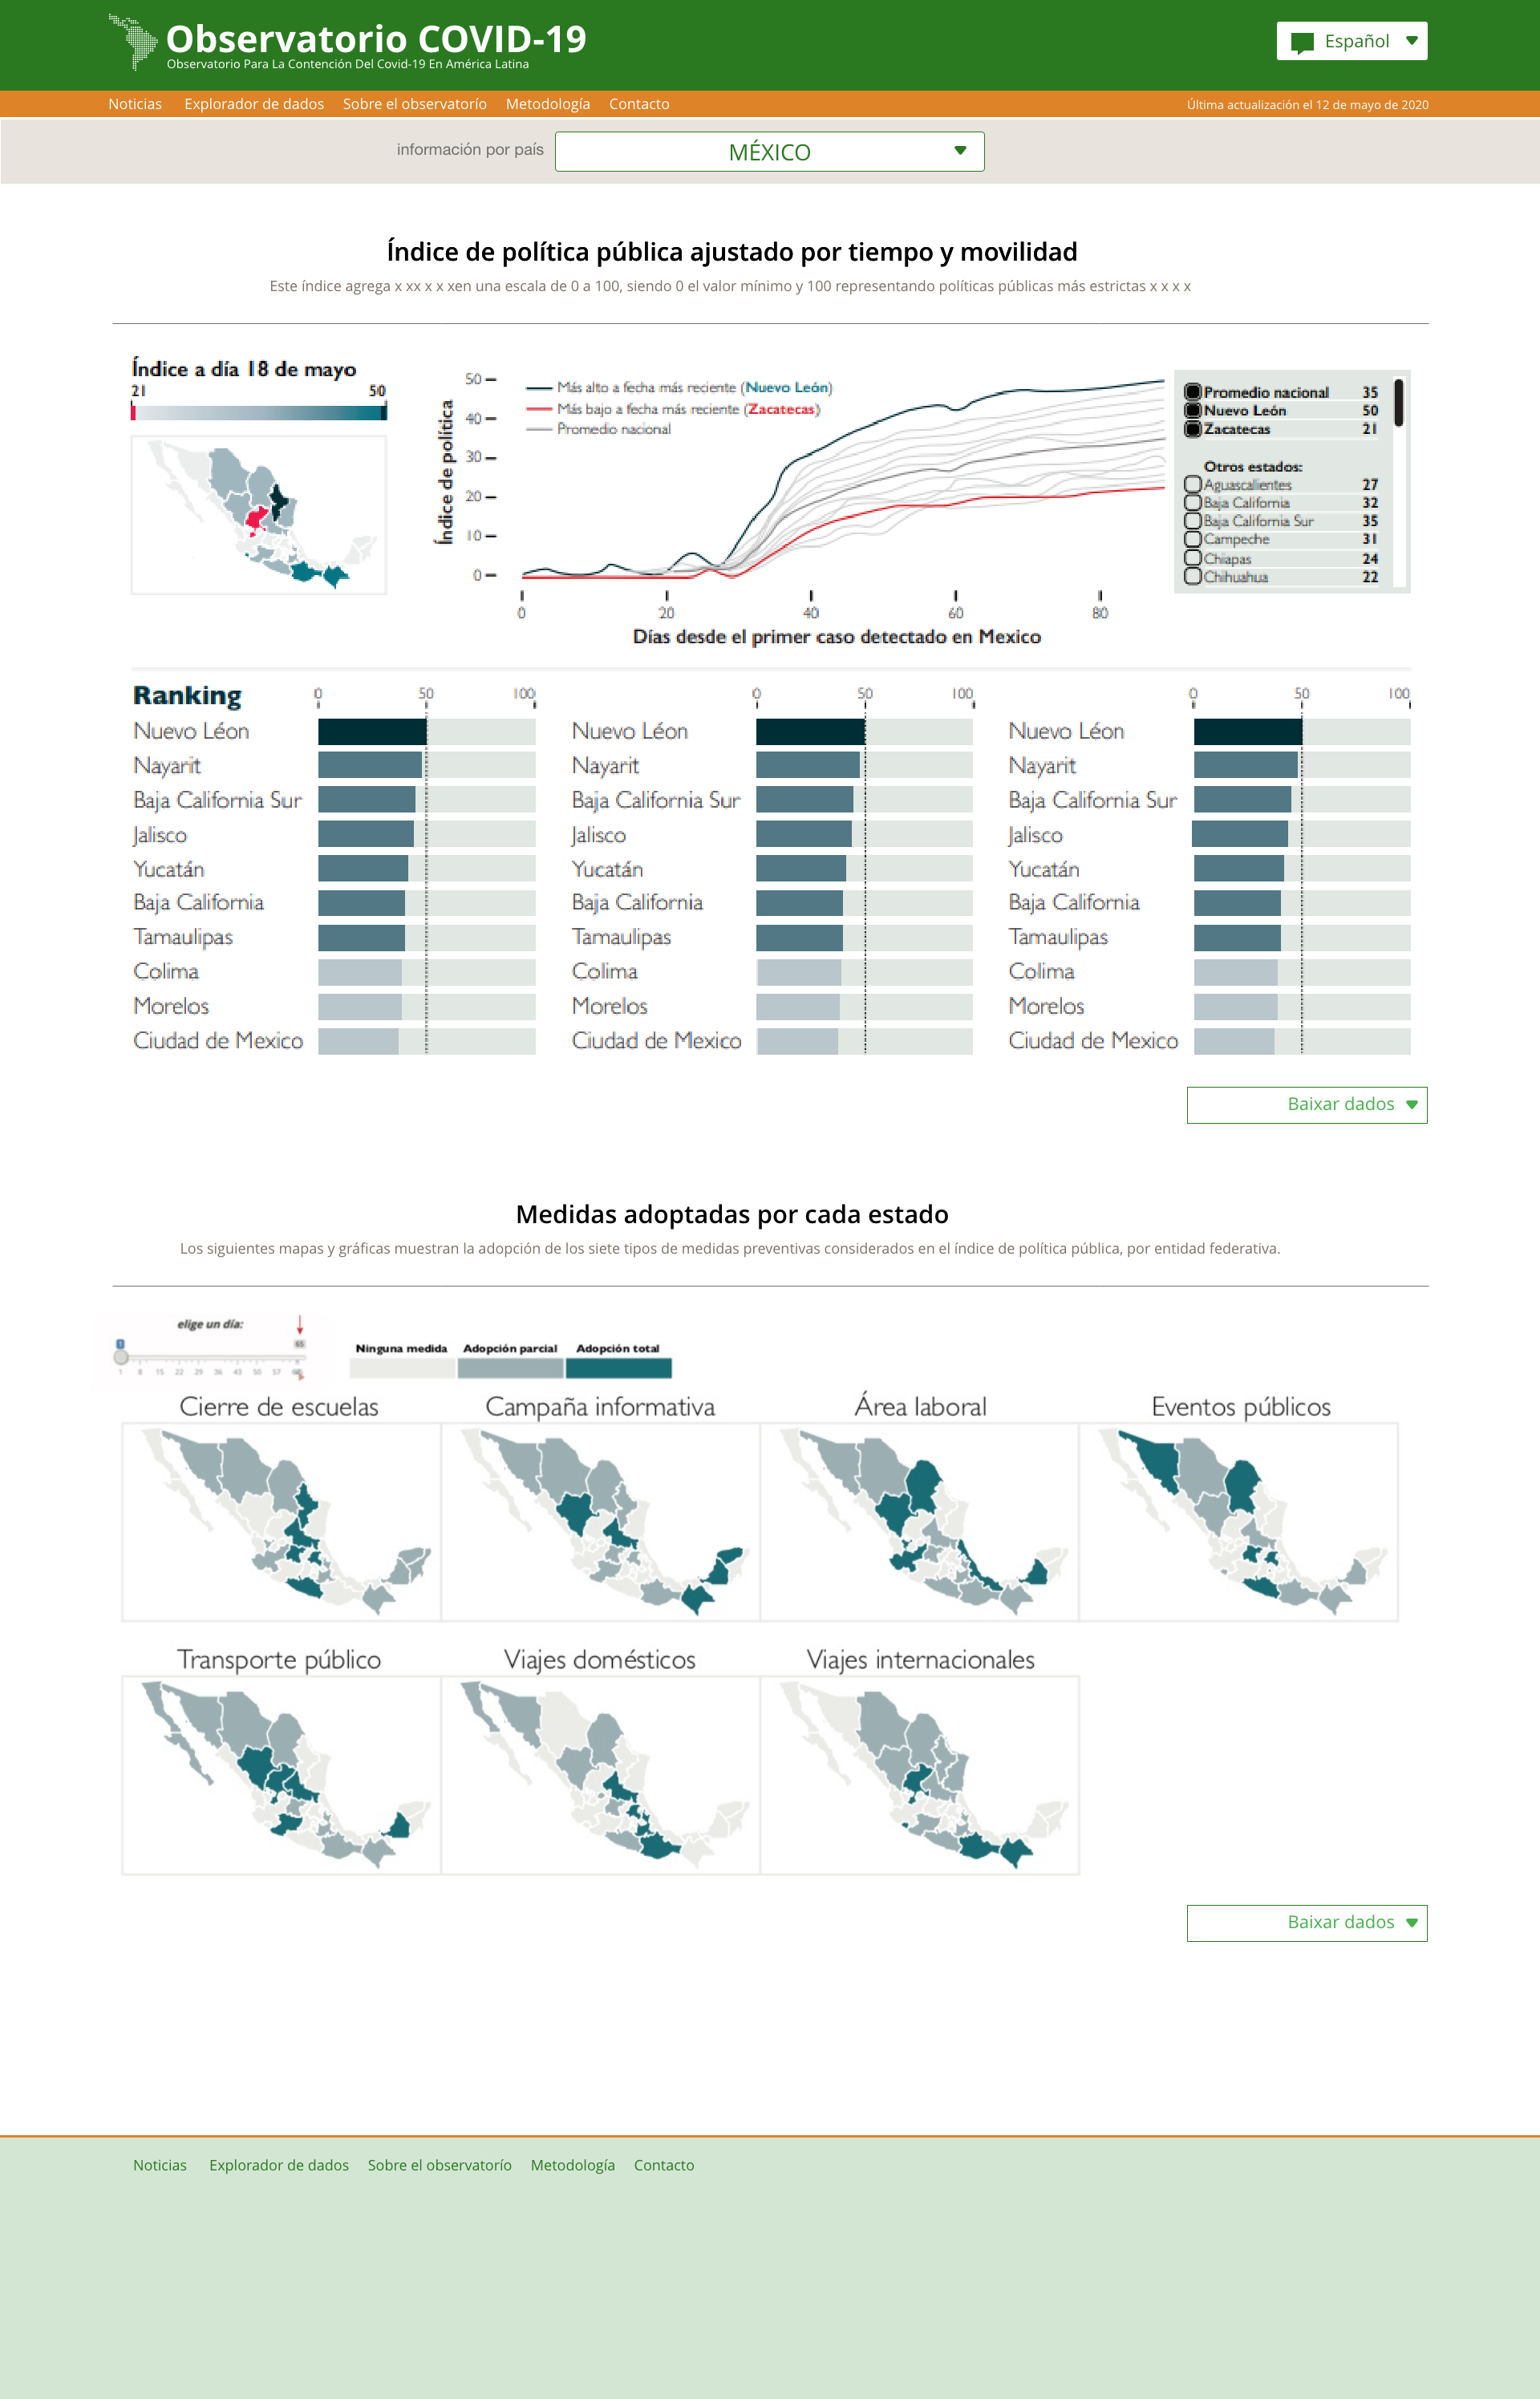 Observatorio COVID-19
Observatorio Para La Contención Del Covid-19 En América Latina
Español
Noticias Explorador de dados Sobre el observatorío Metodología Contacto
Última actualización el 12 de mayo de 2020
información por país
MÉXICO
Índice de política pública ajustado por tiempo y movilidad
Este índice agrega x xx x x xen una escala de 0 a 100, siendo 0 el valor mínimo y 100 representando políticas públicas más estrictas x x x x
Índice a día 18 de mayo
21 50
Índice de política
50
40
30
20
10
0
Más alto a fecha más reciente (Nuevo León)
Más bajo a fecha más reciente (Zacatecas)
Promedio nacional
0 20 40 60 80
Días desde el primer caso detectado en Mexico
Promedio nacional 35
Nuevo León 50
Zacatecas 21
Otros estados:
Aguascalientes 27
Baja California 32
Baja California Sur 35
Campeche 31
Chiapas 24
Chihuahua 22
Ranking
0 50 100
Nuevo Léon
Nayarit
Baja California Sur
Jalisco
Yucatán
Baja California
Tamaulipas
Colima
Morelos
Ciudad de Mexico
0 50 100
Nuevo Léon
Nayarit
Baja California Sur
Jalisco
Yucatán
Baja California
Tamaulipas
Colima
Morelos
Ciudad de Mexico
0 50 100
Nuevo Léon
Nayarit
Baja California Sur
Jalisco
Yucatán
Baja California
Tamaulipas
Colima
Morelos
Ciudad de Mexico
Baixar dados
Medidas adoptadas por cada estado
Los siguientes mapas y gráficas muestran la adopción de los siete tipos de medidas preventivas considerados en el índice de política pública, por entidad federativa.
elige un día:
1 65
1 8 15 22 29 36 43 50 57
Ninguna medida Adopción parcial Adopción total
Cierre de escuelas Campaña informativa Área laboral Eventos públicos
Transporte público Viajes domésticos Viajes internacionales
Baixar dados
Noticias Explorador de dados Sobre el observatorío Metodología Contacto